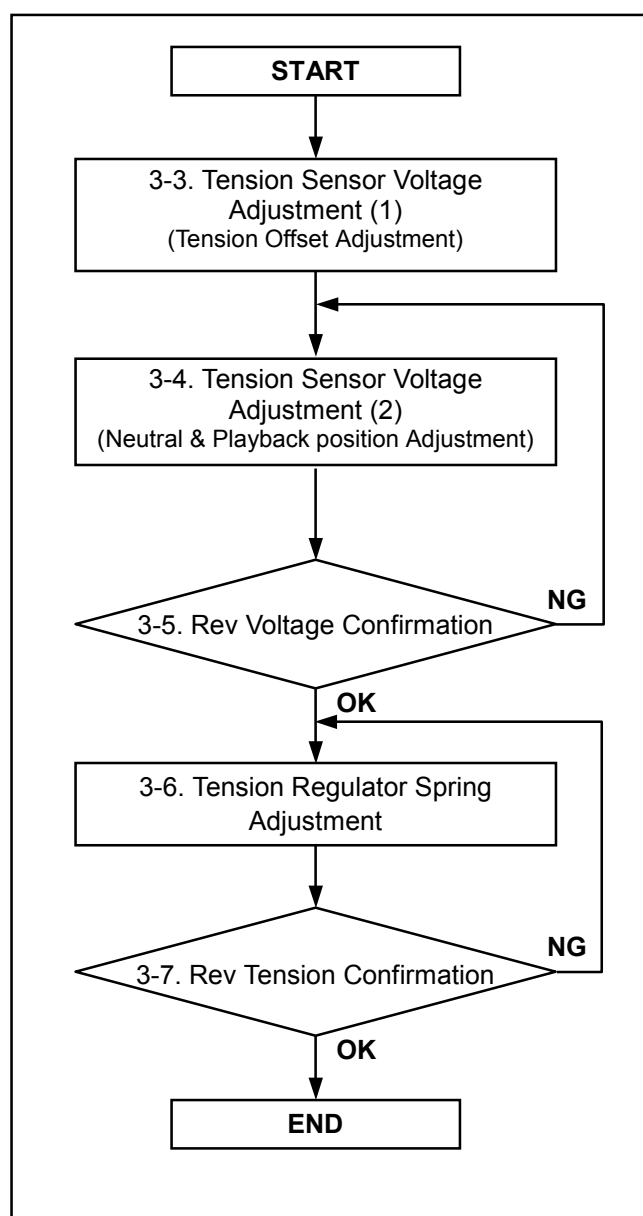 START
3-3. Tension Sensor Voltage
Adjustment (1)
(Tension Offset Adjustment)
3-4. Tension Sensor Voltage
Adjustment (2)
(Neutral & Playback position Adjustment)
NG
3-5. Rev Voltage Confirmation
OK
3-6. Tension Regulator Spring
Adjustment
NG
3-7. Rev Tension Confirmation
OK
END